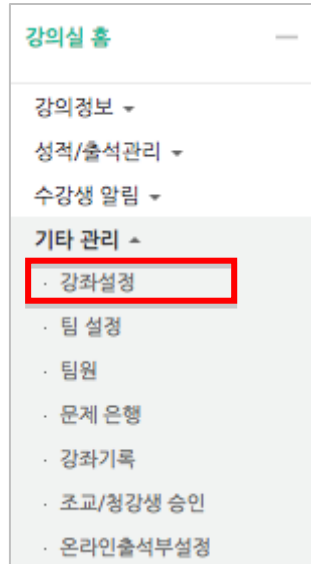 강의실 홈
강의정보
성적/출석관리
수강생 알림
기타 관리
· 강좌설정
· 팀 설정
· 팀원
· 문제 은행
· 강좌기록
· 조교/청강생 승인
· 온라인출석부설정